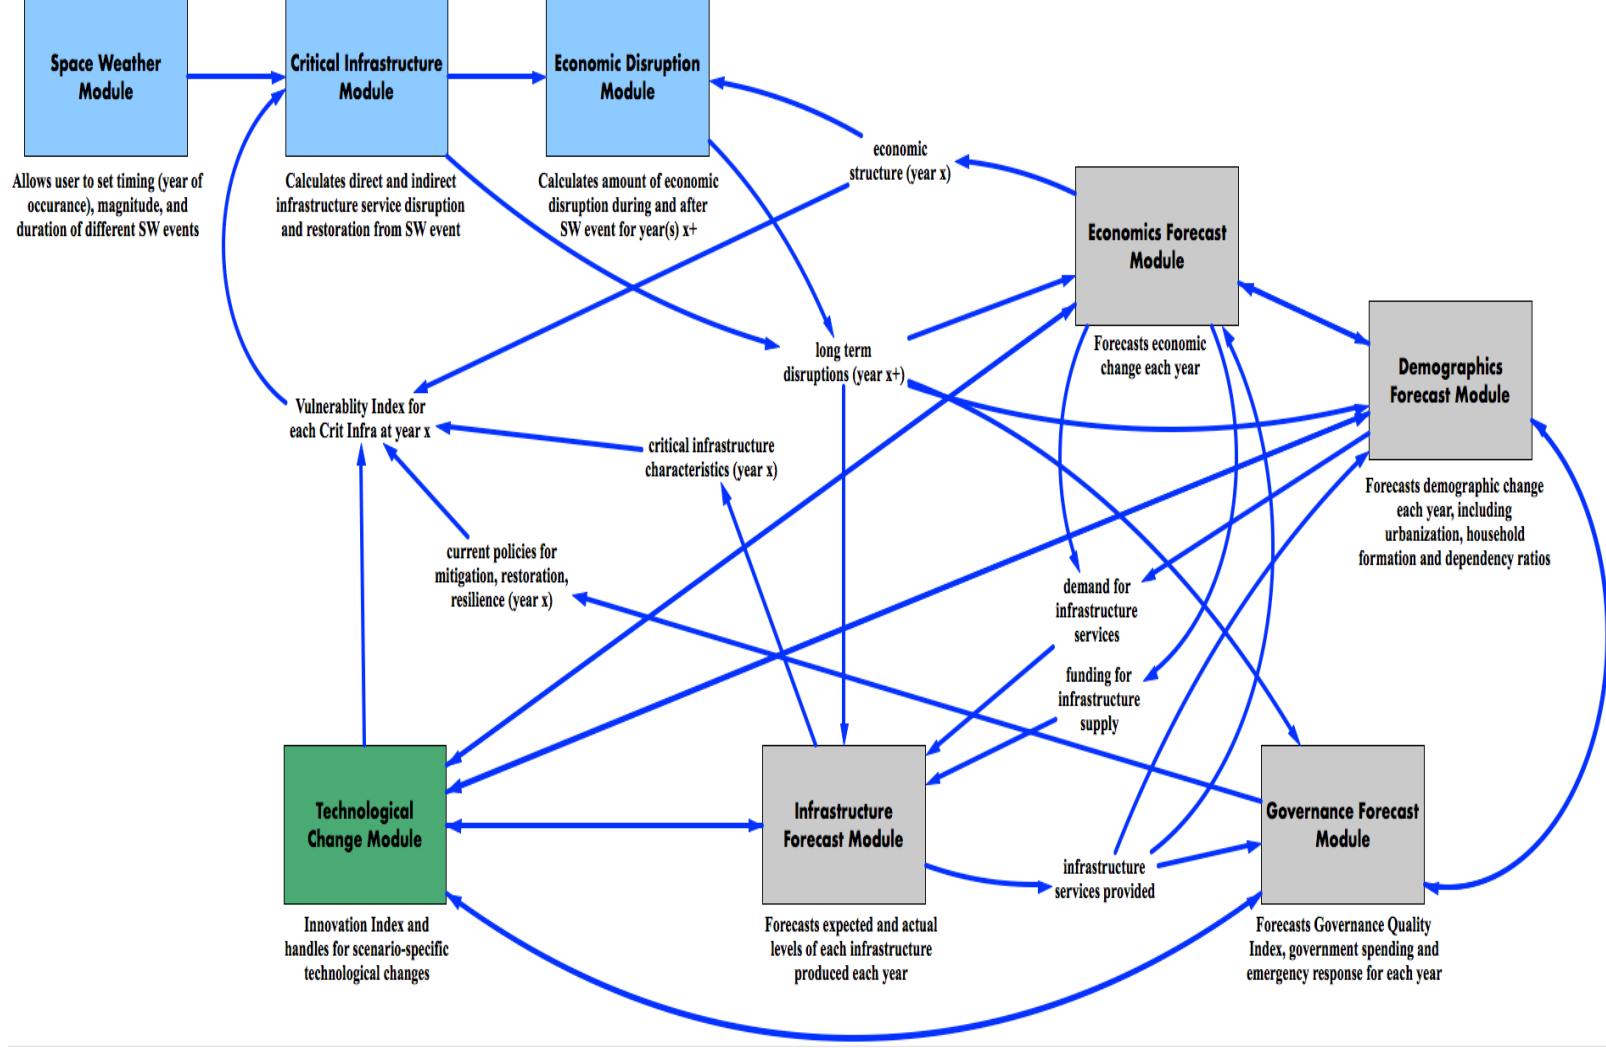 Space Weather
Module
Critical Infrastructure
Module
Economic Disruption
Module
Allows user to set timing (year of
occurance), magnitude, and
duration of different SW events
Calculates direct and indirect
infrastructure service disruption
and restoration from SW event
Calculates amount of economic
disruption during and after
SW event for year(s) x+
economic
structure (year x)
Economics Forecast
Module
Forecasts economic
change each year
long term
disruptions (year x+)
Demographics
Forecast Module
Forecasts demographic change
each year, including
urbanization, household
formation and dependency ratios
Vulnerablity Index for
each Crit Infra at year x
critical infrastructure
characteristics (year x)
current policies for
mitigation, restoration,
resilience (year x)
demand for
infrastructure
services
funding for
infrastructure
supply
Technological
Change Module
Innovation Index and
handles for scenario-specific
technological changes
Infrastructure
Forecast Module
Forecasts expected and actual
levels of each infrastructure
produced each year
infrastructure
services provided
Governance Forecast
Module
Forecasts Governance Quality
Index, government spending and
emergency response for each year